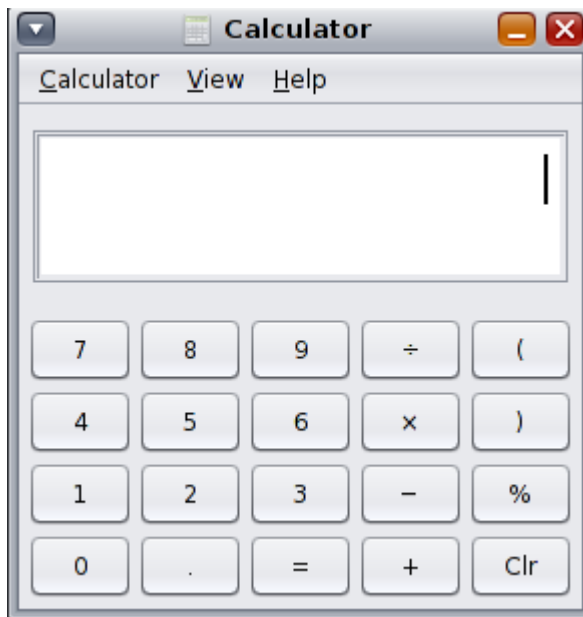 Calculator
Calculator View Help
7 8 9 ÷ (
4 5 6 × )
1 2 3 − %
0 . = + Clr